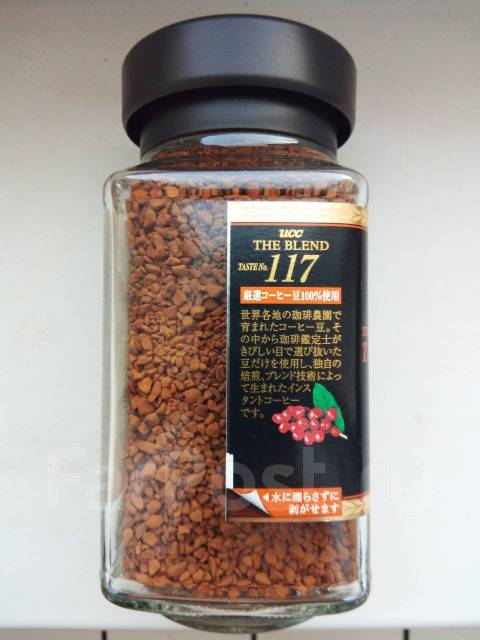 UCC
THE BLEND
TASTE No. 117
厳選コーヒー豆100%使用
世界各地の珈琲農園で
育まれたコーヒー豆。そ
の中から珈琲鑑定士が
きびしい目で選び抜いた
豆だけを使用し、独自の
焙煎、ブレンド技術によっ
て生まれたインス
タントコーヒー
です。
◀水に濡らさずに
剥がせます
FarPost.ru